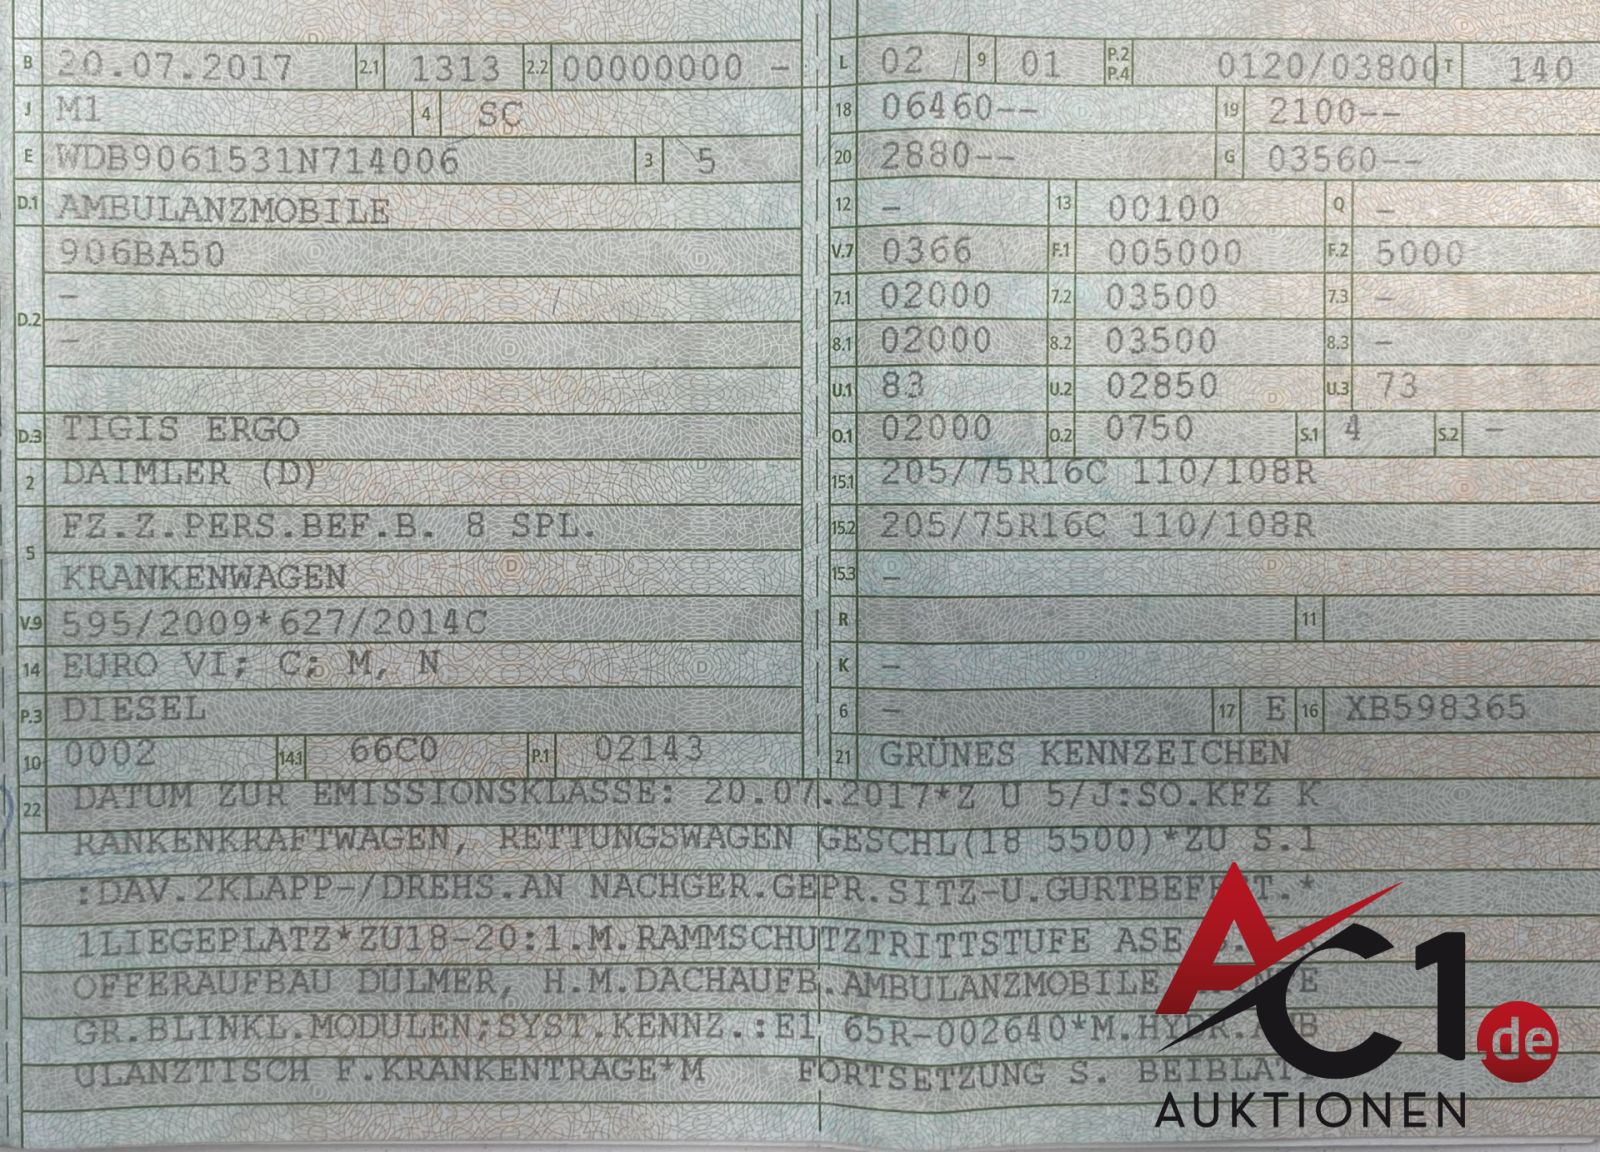 B 20.07.2017 2.1 1313 2.2 00000000 -
J M1 4 SC
E WDB9061531N714006 3 5
D.1 AMBULANZMOBILE
906BA50
-
D.2
-
D.3 TIGIS ERGO
2 DAIMLER (D)
FZ.Z.PERS.BEF.B. 8 SPL.
5
KRANKENWAGEN
V.9 595/2009*627/2014C
14 EURO VI; C; M, N
P.3 DIESEL
10 0002 14.1 66C0 P.1 02143
L 02 / 9 01 P.2 P.4 0120/03800 T 140
18 06460-- 19 2100--
20 2880-- G 03560--
12 - 13 00100 Q -
V.7 0366 F.1 005000 F.2 5000
7.1 02000 7.2 03500 7.3 -
8.1 02000 8.2 03500 8.3 -
U.1 83 U.2 02850 U.3 73
O.1 02000 O.2 0750 S.1 4 S.2 -
15.1 205/75R16C 110/108R
15.2 205/75R16C 110/108R
15.3 -
R 11
K -
6 - 17 E 16 XB598365
21 GRÜNES KENNZEICHEN
22 DATUM ZUR EMISSIONSKLASSE: 20.07.2017*Z U 5/J:SO.KFZ K
RANKENKRAFTWAGEN, RETTUNGSWAGEN GESCHL(18 5500)*ZU S.1
:DAV.2KLAPP-/DREHS.AN NACHGER.GEPR.SITZ-U.GURTBEFEST.*
1LIEGEPLATZ*ZU18-20:1.M.RAMMSCHUTZTRITTSTUFE
OFFERAUFBAU DÜLMER, H.M.DACHAUFB.AMBULANZMOBILE
GR.BLINKL.MODULEN;SYST.KENNZ.:E1 65R-002640*M.HYDR.
ULANZTISCH F.KRANKENTRAGE*M FORTSETZUNG S. BEIBLATT
AC1.de
AUKTIONEN